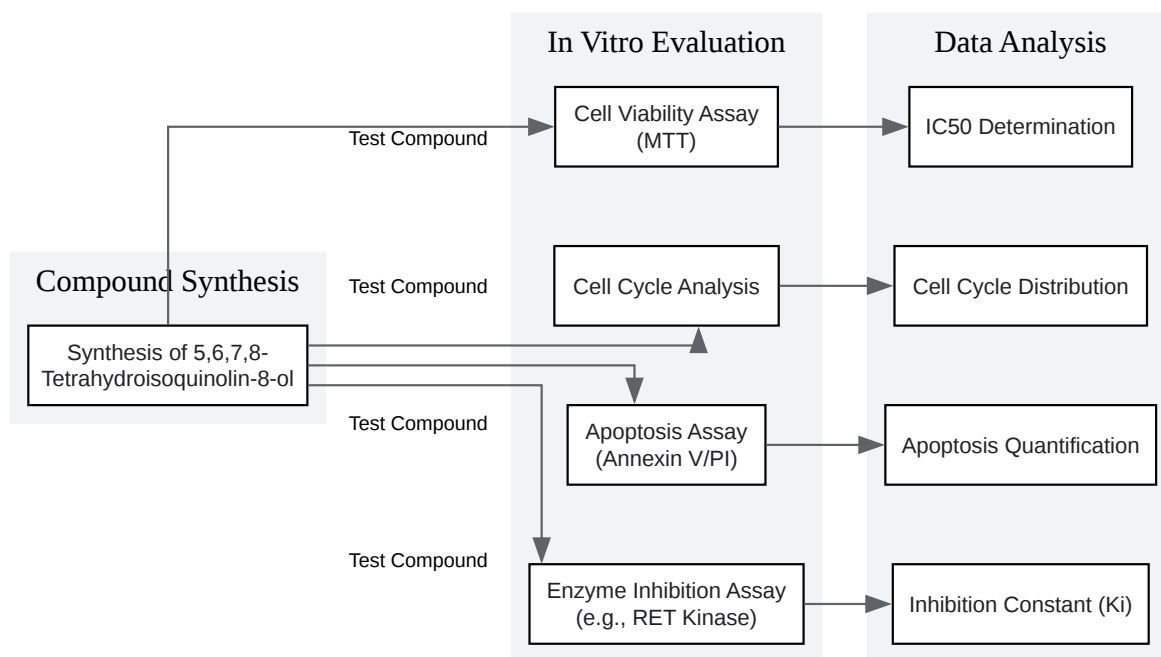 In Vitro Evaluation
Data Analysis
Cell Viability Assay
(MTT)
IC50 Determination
Test Compound
Compound Synthesis
Test Compound
Cell Cycle Analysis
Cell Cycle Distribution
Synthesis of 5,6,7,8-
Tetrahydroisoquinolin-8-ol
Test Compound
Apoptosis Assay
(Annexin V/PI)
Apoptosis Quantification
Test Compound
Enzyme Inhibition Assay
(e.g., RET Kinase)
Inhibition Constant (Ki)